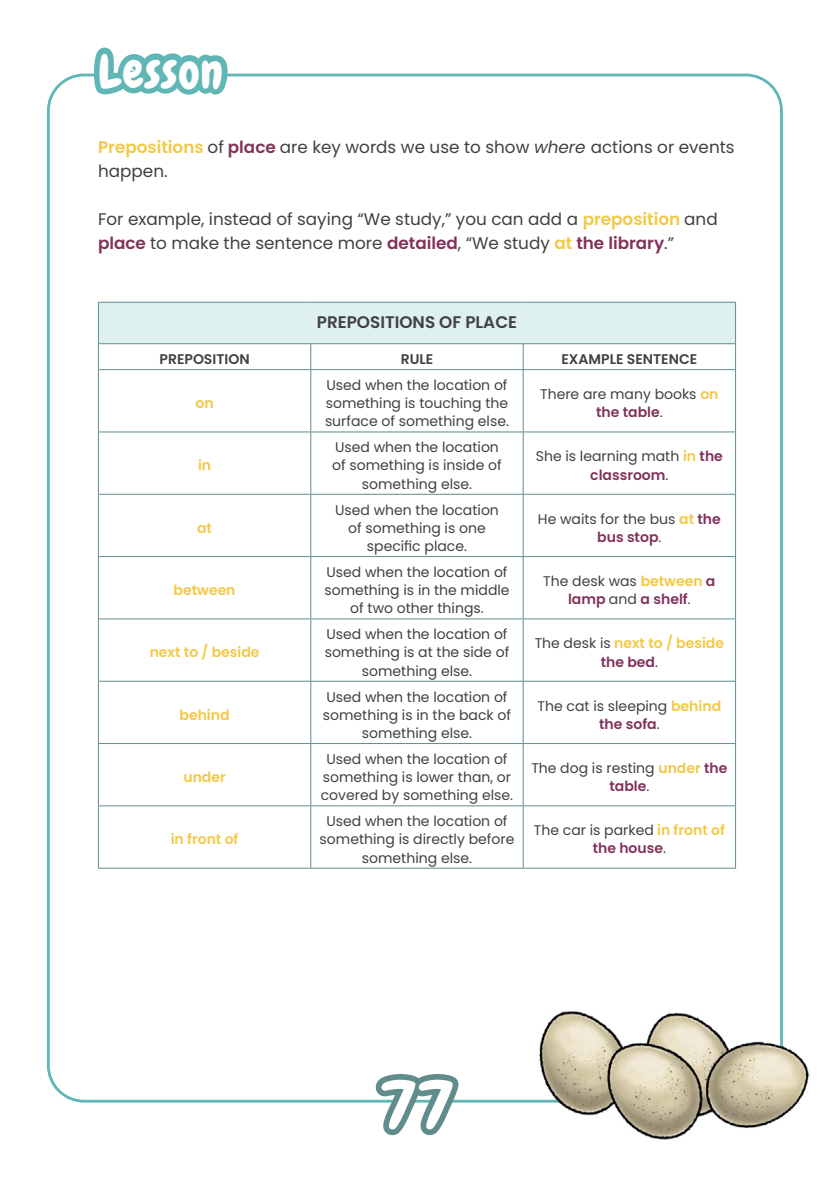 Lesson
Prepositions of place are key words we use to show where actions or events
happen.
For example, instead of saying “We study,” you can add a preposition and
place to make the sentence more detailed, “We study at the library.”
PREPOSITIONS OF PLACE
PREPOSITION RULE EXAMPLE SENTENCE
on
Used when the location of
something is touching the
surface of something else.
There are many books on
the table.
in
Used when the location
of something is inside of
something else.
She is learning math in the
classroom.
at
Used when the location
of something is one
specific place.
He waits for the bus at the
bus stop.
between
Used when the location of
something is in the middle
of two other things.
The desk was between a
lamp and a shelf.
next to / beside
Used when the location of
something is at the side of
something else.
The desk is next to / beside
the bed.
behind
Used when the location of
something is in the back of
something else.
The cat is sleeping behind
the sofa.
under
Used when the location of
something is lower than, or
covered by something else.
The dog is resting under the
table.
in front of
Used when the location of
something is directly before
something else.
The car is parked in front of
the house.
77